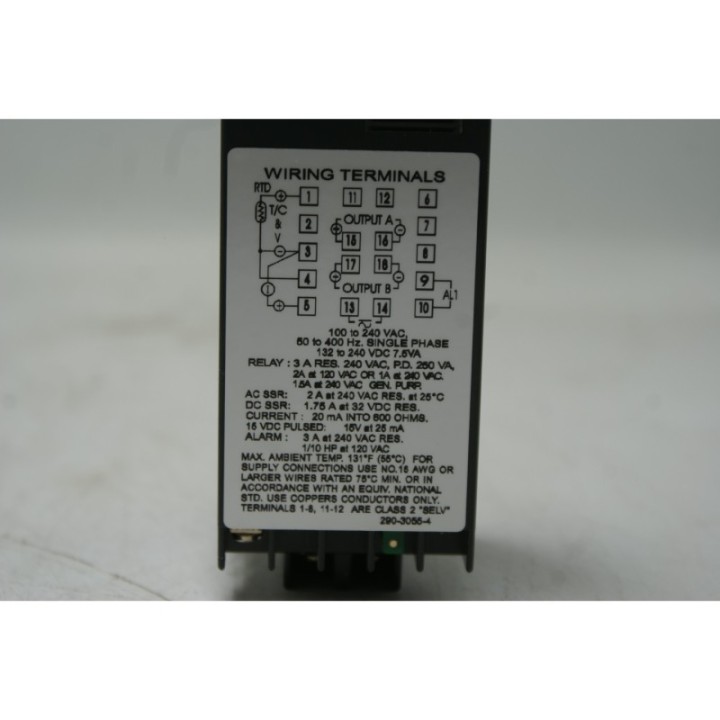 WIRING TERMINALS
RTD + 1 11 12 6
T/C & V 2 OUTPUT A 7
+ 15 16 -
- 3 17 18 8
+ -
4 OUTPUT B 9
AL1
+ 5 13 14 10
100 to 240 VAC,
50 to 400 Hz. SINGLE PHASE
132 to 240 VDC 7.5VA
RELAY : 3 A RES. 240 VAC, P.D. 250 VA,
2A at 120 VAC OR 1A at 240 VAC.
1.5A at 240 VAC GEN. PURP.
AC SSR: 2 A at 240 VAC RES. at 25°C
DC SSR: 1.75 A at 32 VDC RES.
CURRENT : 20 mA INTO 600 OHMS.
15 VDC PULSED: 15V at 25 mA
ALARM : 3 A at 240 VAC RES.
1/10 HP at 120 VAC
MAX. AMBIENT TEMP. 131°F (55°C) FOR
SUPPLY CONNECTIONS USE NO.16 AWG OR
LARGER WIRES RATED 75°C MIN. OR IN
ACCORDANCE WITH AN EQUIV. NATIONAL
STD. USE COPPERS CONDUCTORS ONLY.
TERMINALS 1-8, 11-12 ARE CLASS 2 "SELV"
290-3055-4